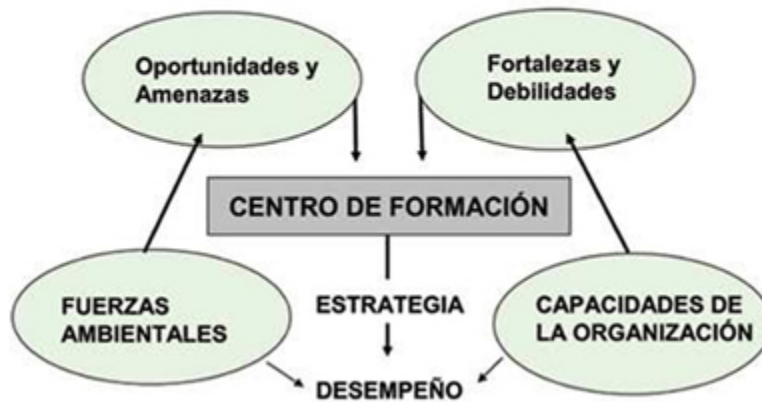 Oportunidades y
Amenazas
Fortalezas y
Debilidades
CENTRO DE FORMACIÓN
FUERZAS
AMBIENTALES
ESTRATEGIA
CAPACIDADES DE
LA ORGANIZACIÓN
DESEMPEÑO